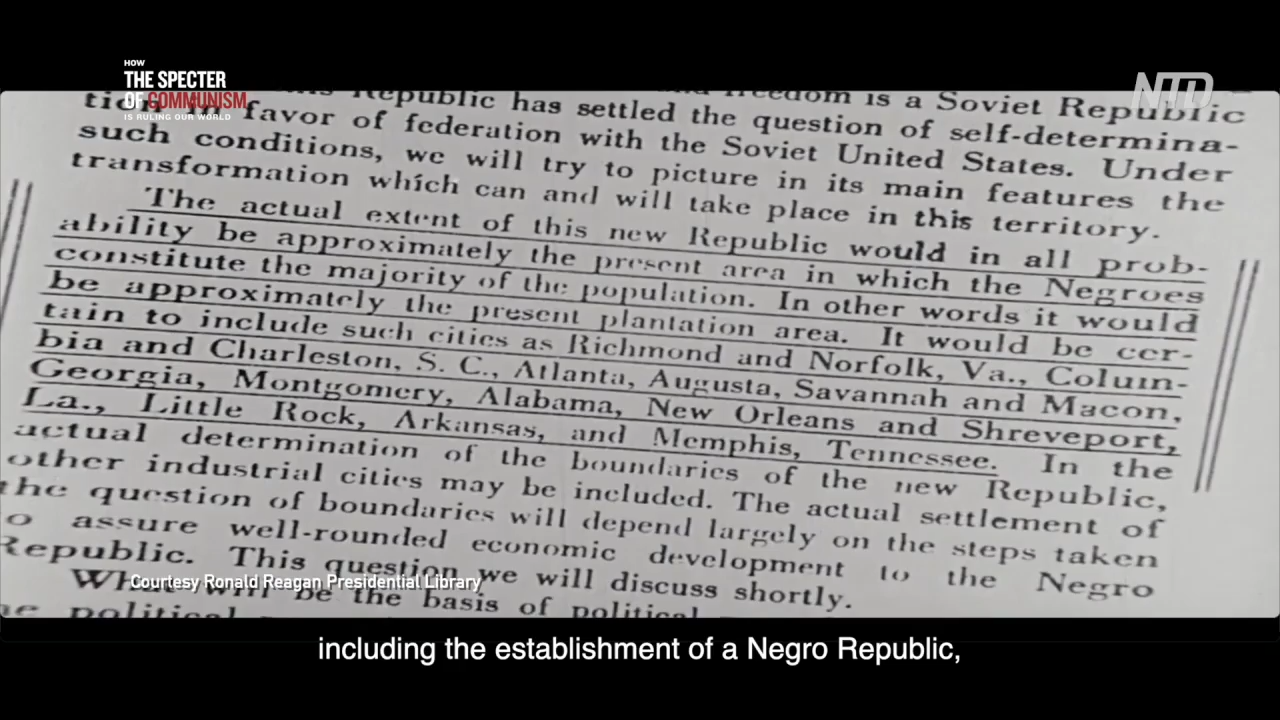 HOW
THE SPECTER
OF COMMUNISM
IS RULING OUR WORLD
NTD
Republic has settled the question of self-determina-
favor of federation with the Soviet United States. Under
such conditions, we will try to picture in its main features the
transformation which can and will take place in this territory.
The actual extent of this new Republic would in all prob-
ability be approximately the present area in which the Negroes
constitute the majority of the population. In other words it would
be approximately the present plantation area. It would be cer-
tain to include such cities as Richmond and Norfolk, Va., Colum-
bia and Charleston, S. C., Atlanta, Augusta, Savannah and Macon,
Georgia, Montgomery, Alabama, New Orleans and Shreveport,
La., Little Rock, Arkansas, and Memphis, Tennessee. In the
actual determination of the boundaries of the new Republic,
other industrial cities may be included. The actual settlement of
the question of boundaries will depend largely on the steps taken
o assure well-rounded economic development to the Negro
Republic. This question we will discuss shortly.
will be the basis of political
political
Courtesy Ronald Reagan Presidential Library
including the establishment of a Negro Republic,